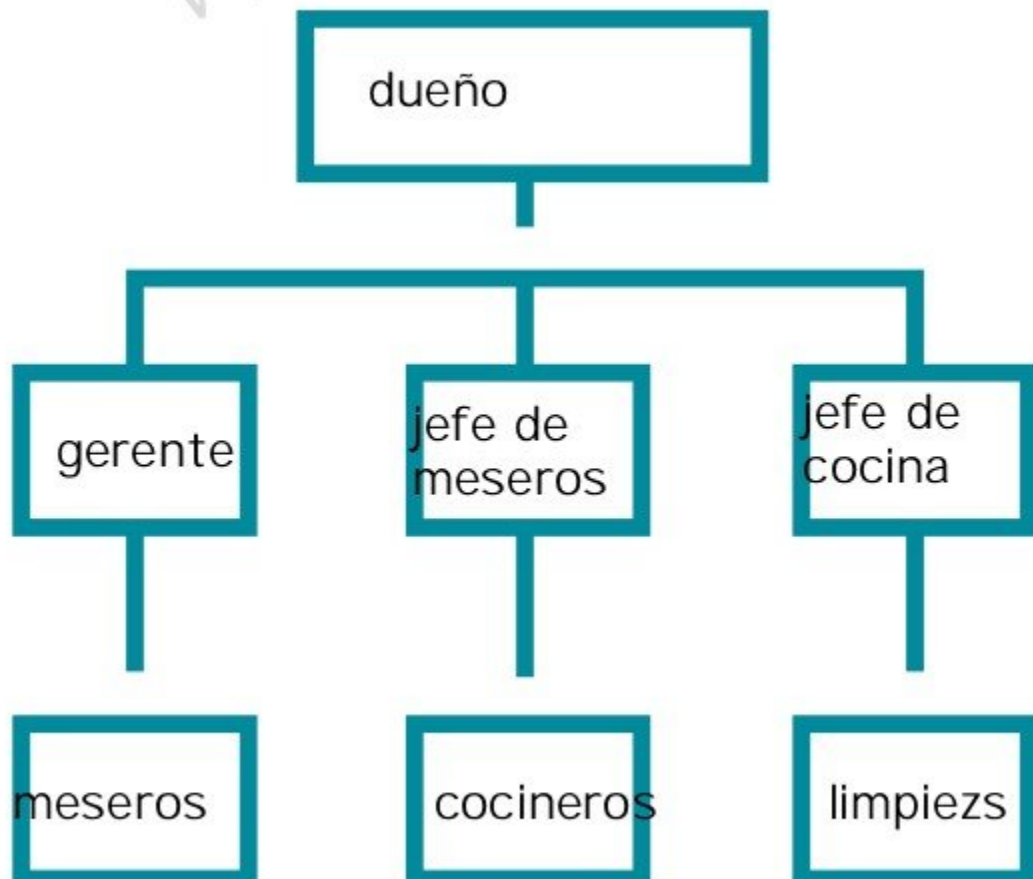 dueño
gerente
jefe de
meseros
jefe de
cocina
meseros
cocineros
limpiezs